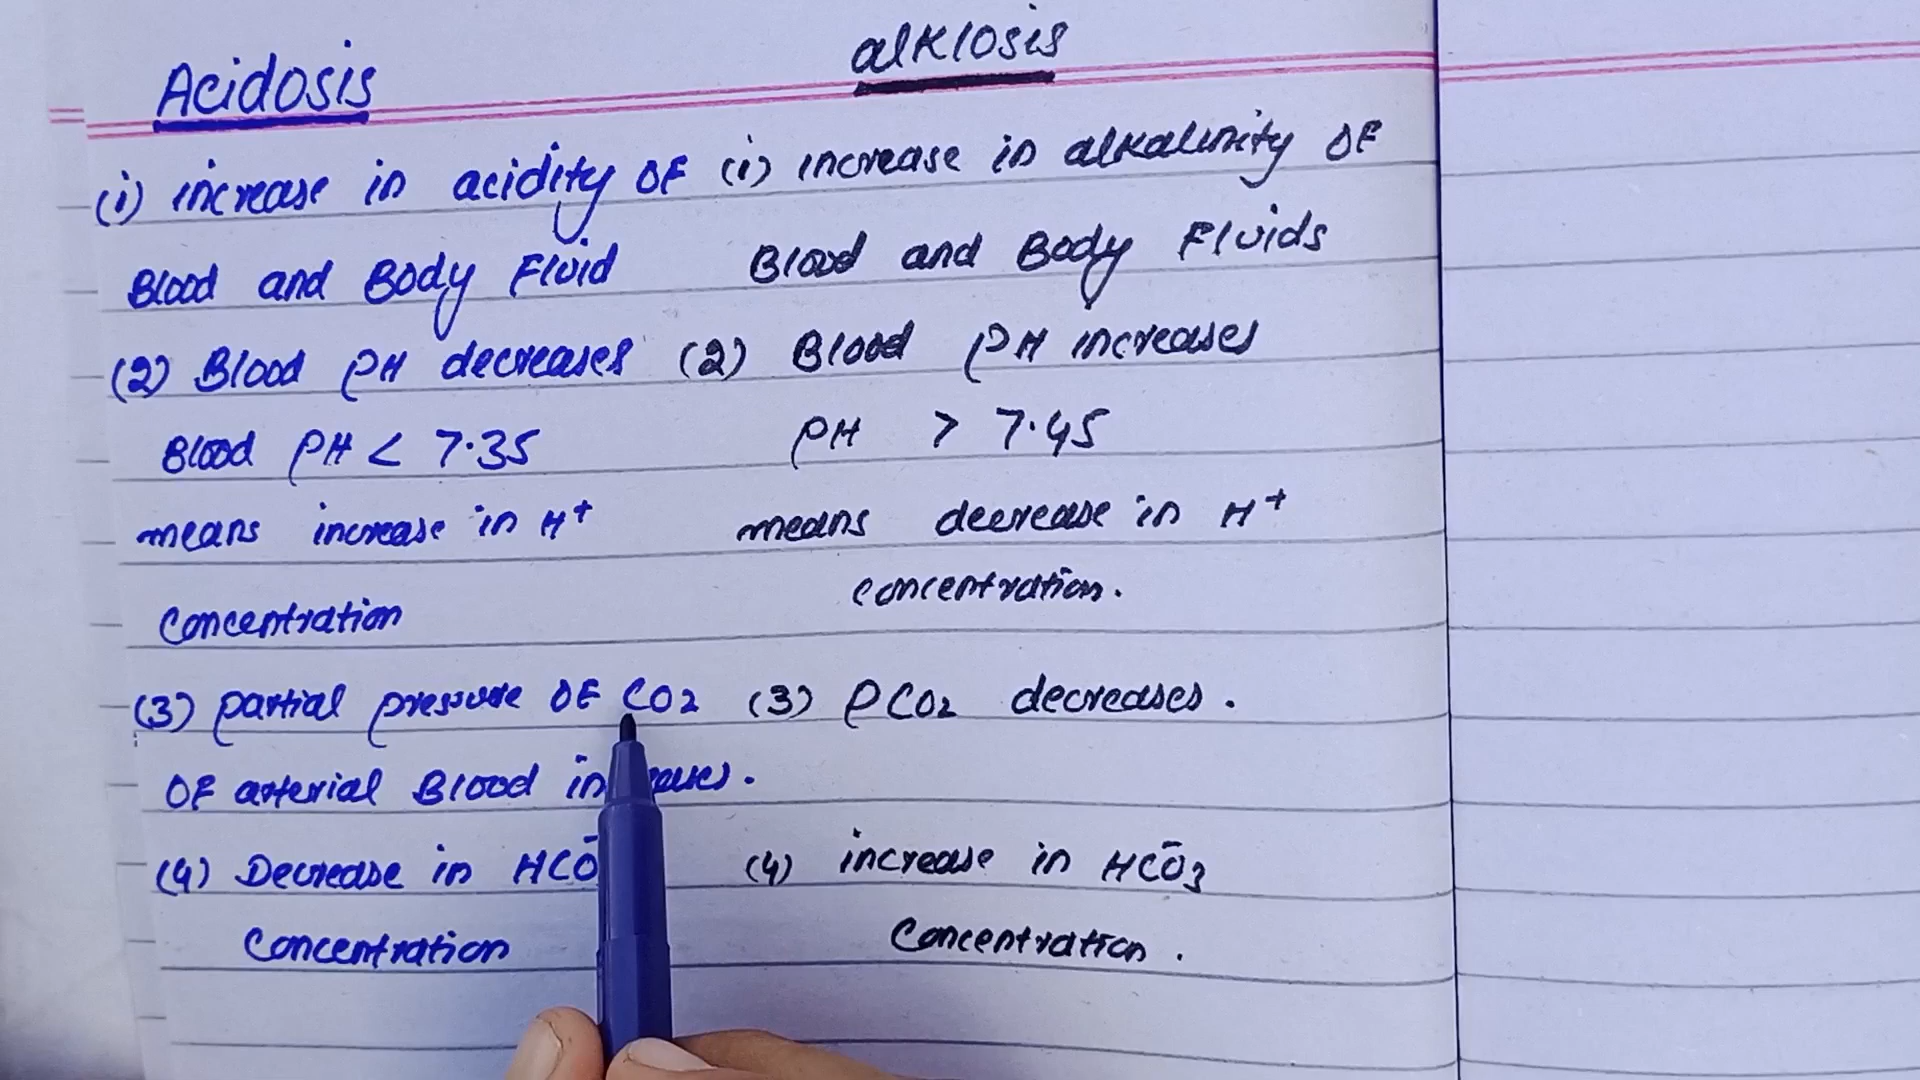 Acidosis
alklosis
(i) increase in acidity of
Blood and Body Fluid
(2) Blood PH decreases
Blood PH < 7.35
means increase in H+
concentration
(3) partial pressure of CO2
of arterial Blood in
(4) Decrease in HCO
concentration
(i) increase in alkalinity of
Blood and Body Fluids
(2) Blood PH increases
PH > 7.45
means decrease in H+
concentration.
(3) PCO2 decreases.
(4) increase in HCO3-
Concentration.